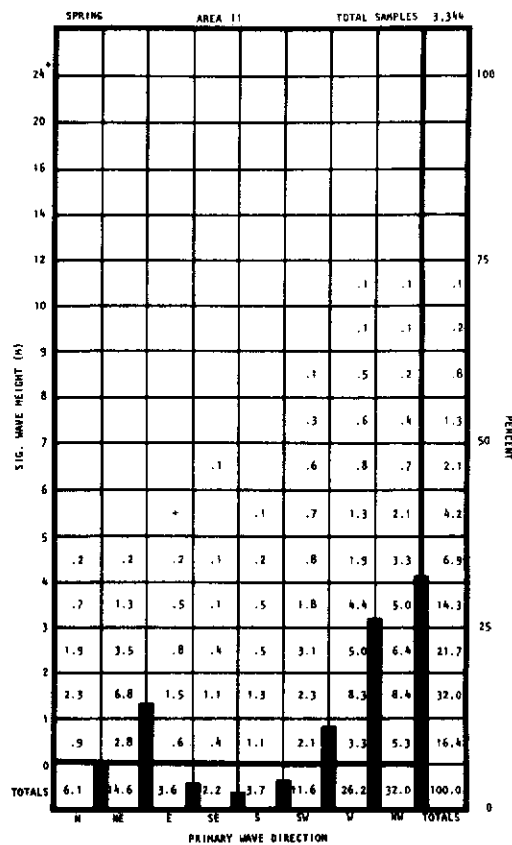 SPRING AREA 11 TOTAL SAMPLES 3,344
24+ 100
20
16
14
12 75
.1 .1 .1
10
.1 .1 .2
9
.1 .5 .2 .8
8
.3 .6 .4 1.3
7 50
.1 .6 .8 .7 2.1
6
+ .1 .7 1.3 2.1 4.2
5
.2 .2 .2 .1 .2 .8 1.9 3.3 6.9
4
.7 1.3 .5 .1 .5 1.8 4.4 5.0 14.3
3 25
1.9 3.5 .8 .4 .5 3.1 5.0 6.4 21.7
2
2.3 6.8 1.5 1.1 1.3 2.3 8.3 8.4 32.0
1
.9 2.8 .6 .4 1.1 2.1 3.3 5.3 16.4
0
TOTALS 6.1 14.6 3.6 2.2 3.7 11.6 26.2 32.0 100.0
0
N NE E SE S SW W NW TOTALS
PRIMARY WAVE DIRECTION
SIG. WAVE HEIGHT (M)
PERCENT